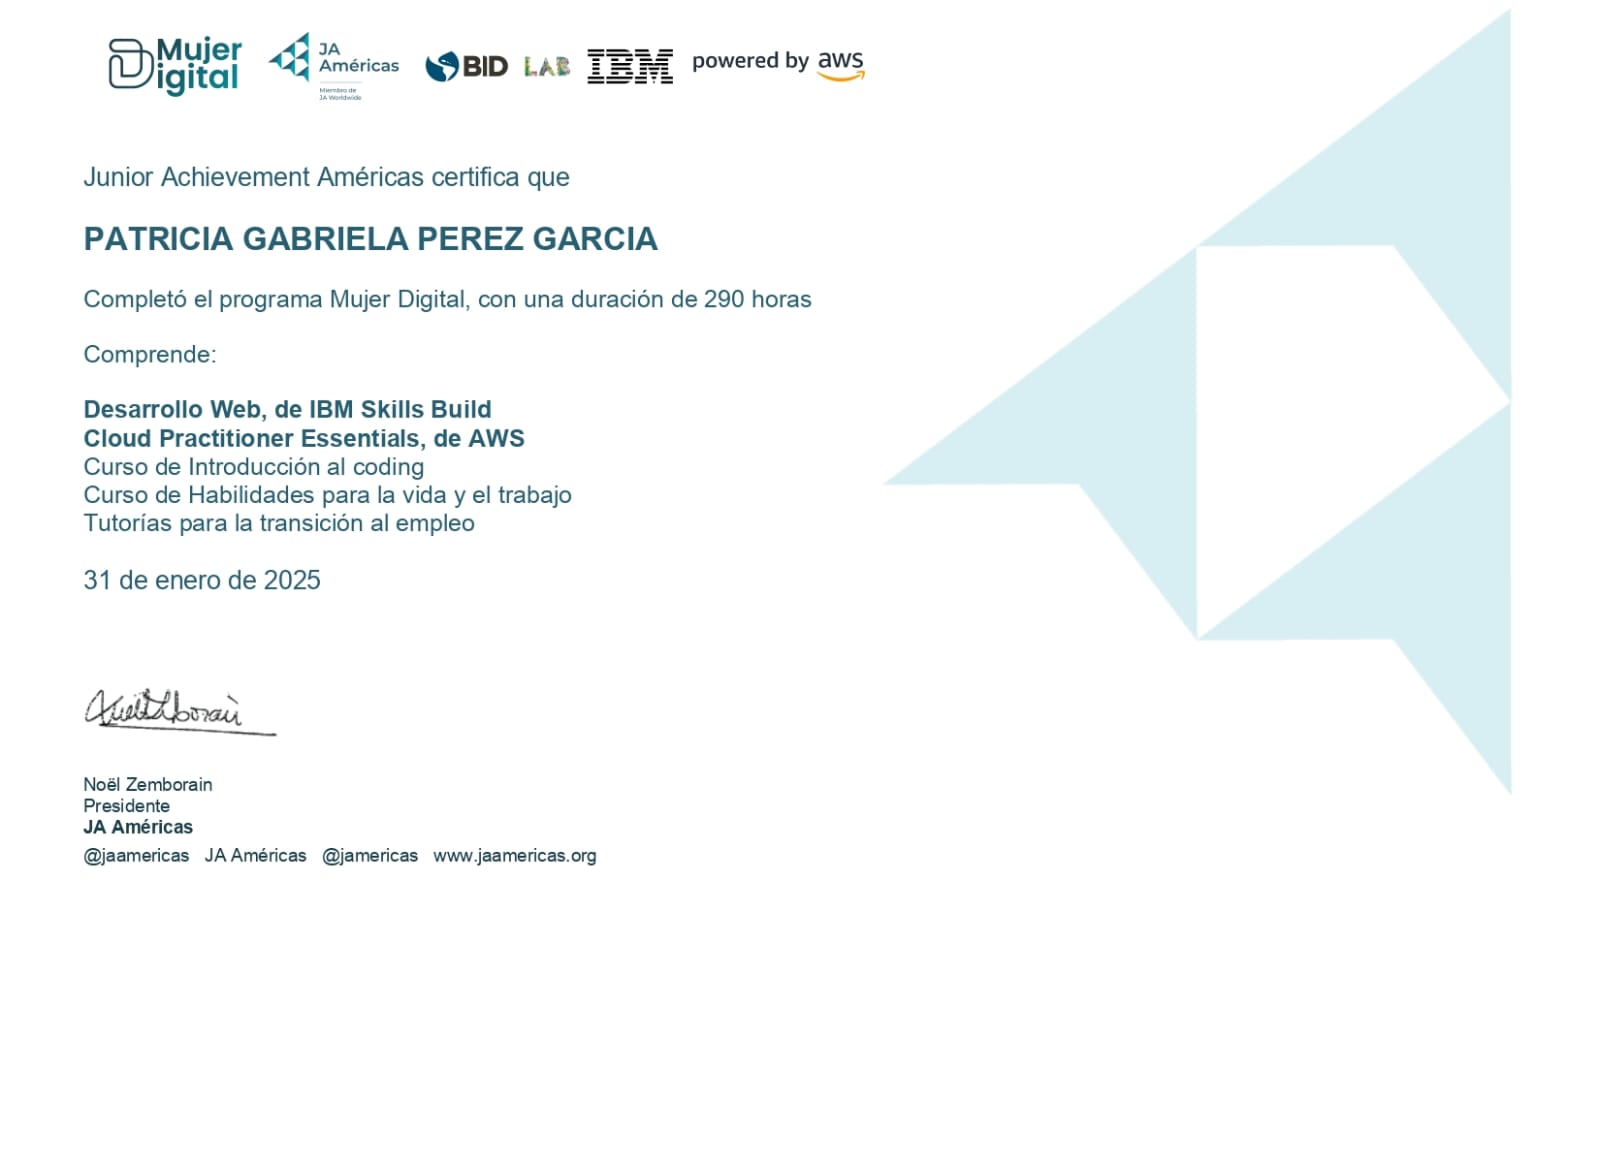 Mujer
Digital
JA
Américas
Miembro de
JA Worldwide
BID LAB
IBM
powered by aws
Junior Achievement Américas certifica que
PATRICIA GABRIELA PEREZ GARCIA
Completó el programa Mujer Digital, con una duración de 290 horas
Comprende:
Desarrollo Web, de IBM Skills Build
Cloud Practitioner Essentials, de AWS
Curso de Introducción al coding
Curso de Habilidades para la vida y el trabajo
Tutorías para la transición al empleo
31 de enero de 2025
Noël Zemborain
Presidente
JA Américas
@jaamericas JA Américas @jamericas www.jaamericas.org